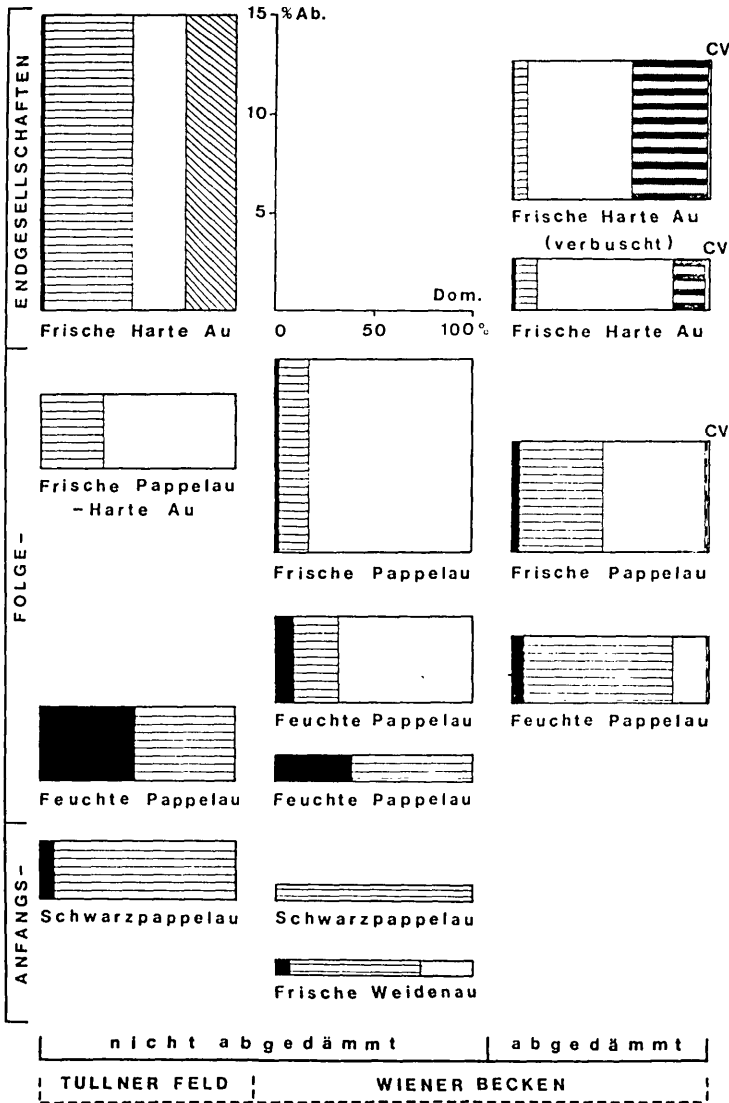 ENDGESELLSCHAFTEN
15
% Ab.
10
5
Dom.
0 50 100%
Frische Harte Au
CV
Frische Harte Au
(verbuscht)
CV
Frische Harte Au
FOLGE-
Frische Pappelau
-Harte Au
Frische Pappelau
CV
Frische Pappelau
Feuchte Pappelau
Feuchte Pappelau
Feuchte Pappelau
Feuchte Pappelau
ANFANGS-
Schwarzpappelau
Schwarzpappelau
Frische Weidenau
nicht abgedämmt
abgedämmt
TULLNER FELD
WIENER BECKEN